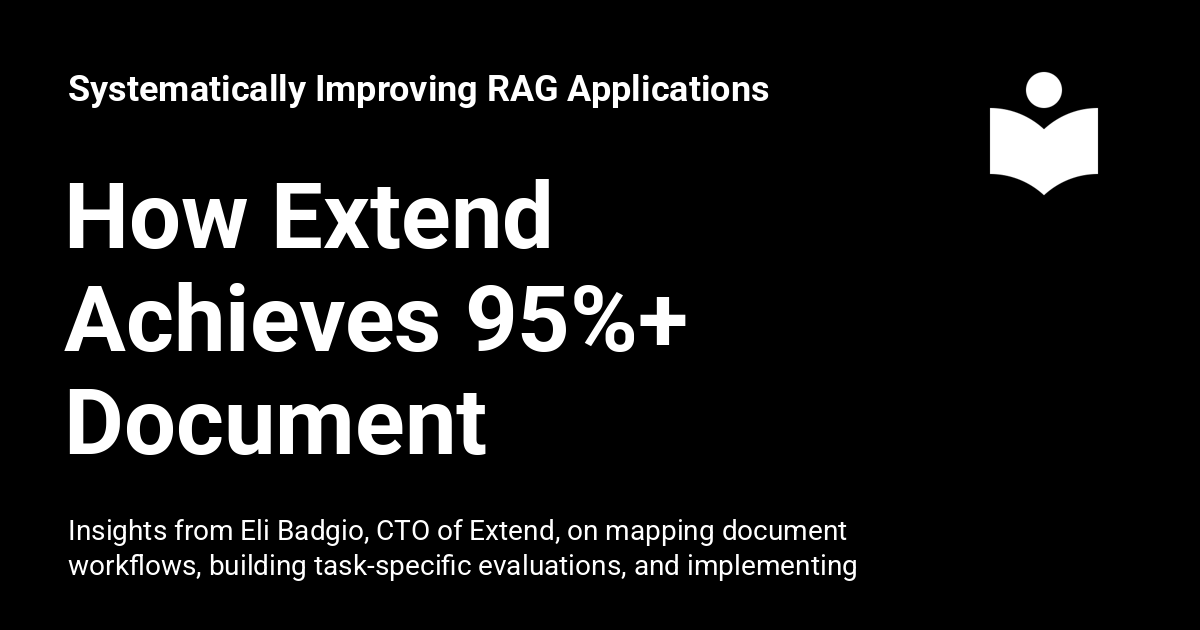 Systematically Improving RAG Applications
How Extend
Achieves 95%+
Document
Insights from Eli Badgio, CTO of Extend, on mapping document
workflows, building task-specific evaluations, and implementing